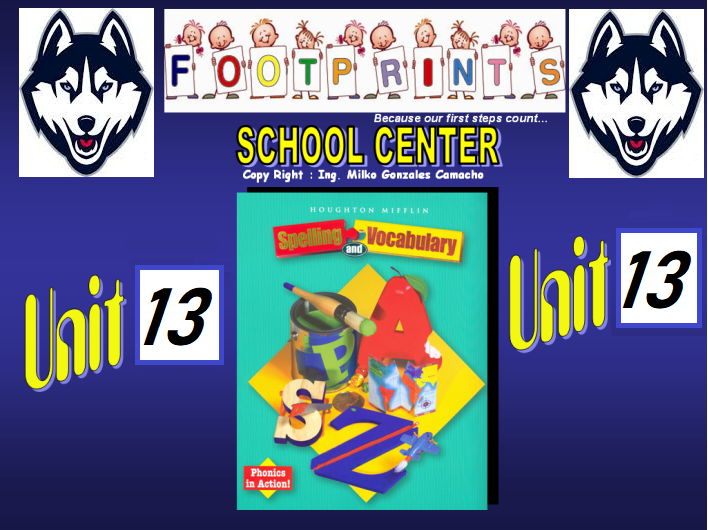 FOOTPRINTS
Because our first steps count...
SCHOOL CENTER
Copy Right : Ing. Milko Gonzales Camacho
HOUGHTON MIFFLIN
Spelling and Vocabulary
A
P
S
Z
Phonics
in Action!
Unit 13
Unit 13